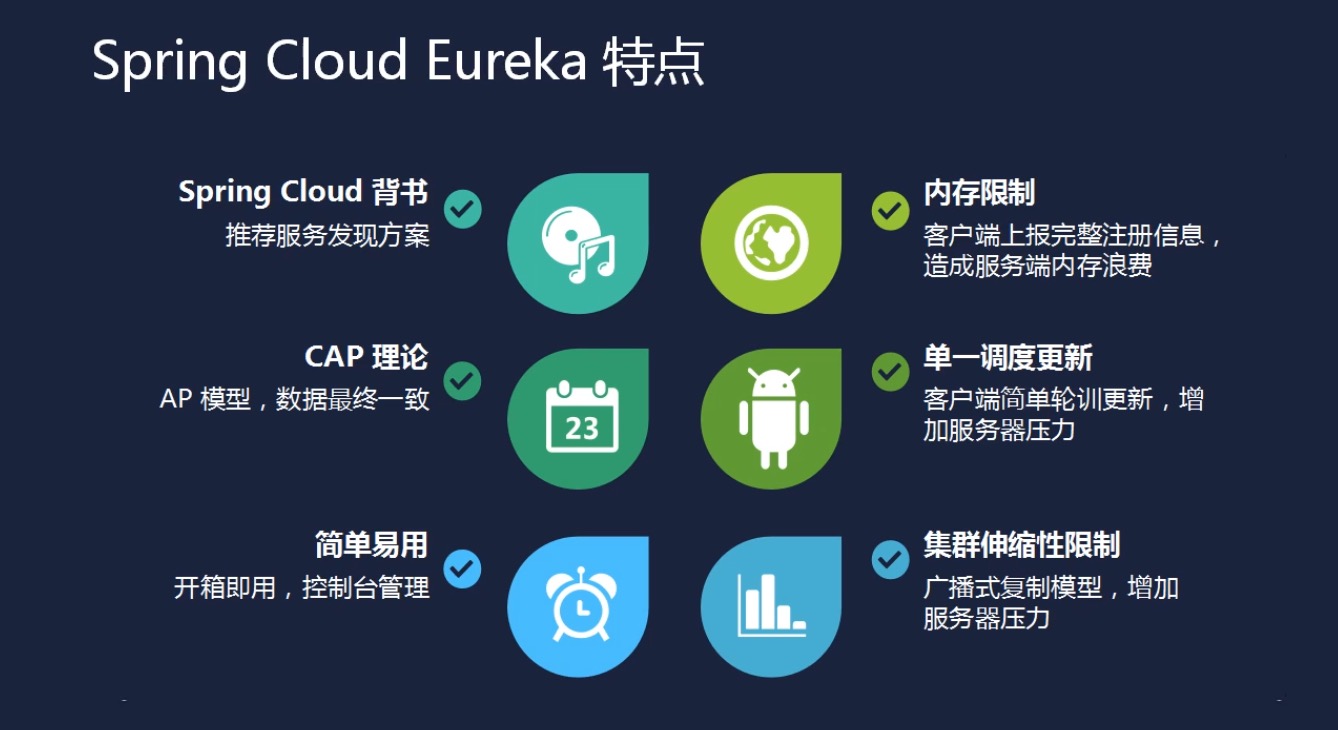 Spring Cloud Eureka 特点
Spring Cloud 背书
推荐服务发现方案
CAP 理论
AP 模型，数据最终一致
23
简单易用
开箱即用，控制台管理
内存限制
客户端上报完整注册信息，
造成服务端内存浪费
单一调度更新
客户端简单轮训更新，增
加服务器压力
集群伸缩性限制
广播式复制模型，增加
服务器压力